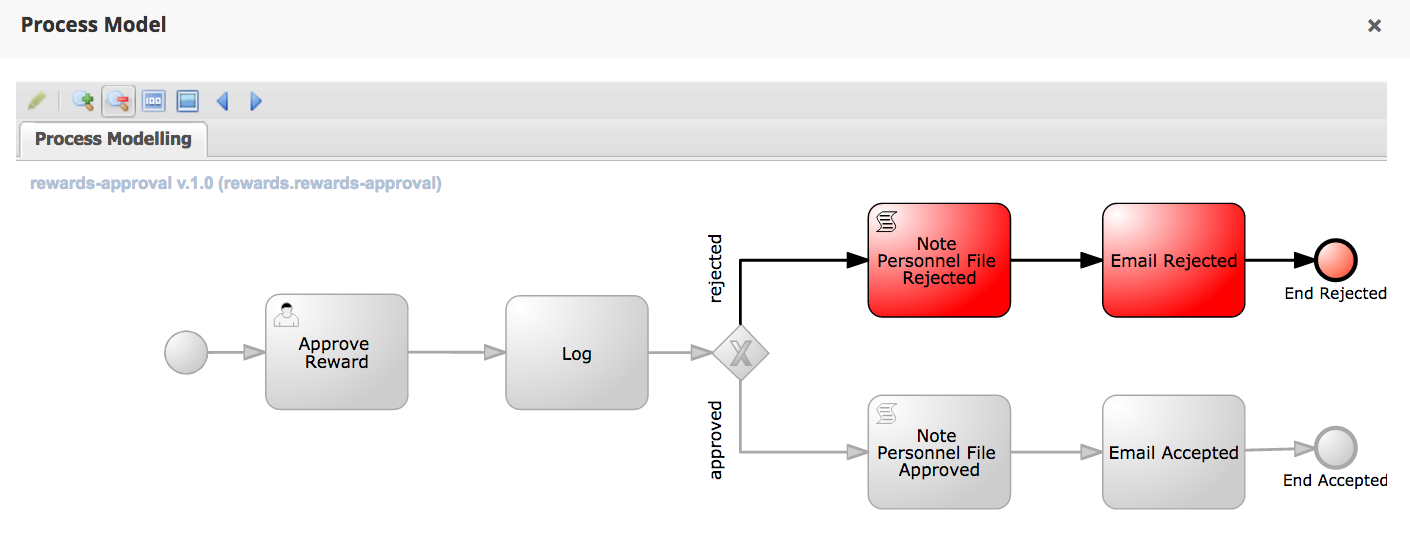 Process Model
Process Modelling
rewards-approval v.1.0 (rewards.rewards-approval)
Approve
Reward
Log
X
rejected
Note
Personnel File
Rejected
Email Rejected
End Rejected
approved
Note
Personnel File
Approved
Email Accepted
End Accepted